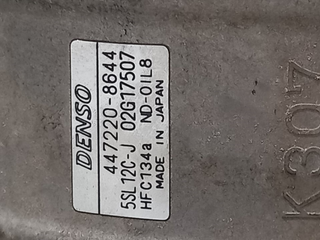 DENSO
447220-8644
5SL12C-J 02G17507
HFC134a ND-OIL8
MADE IN JAPAN
K307